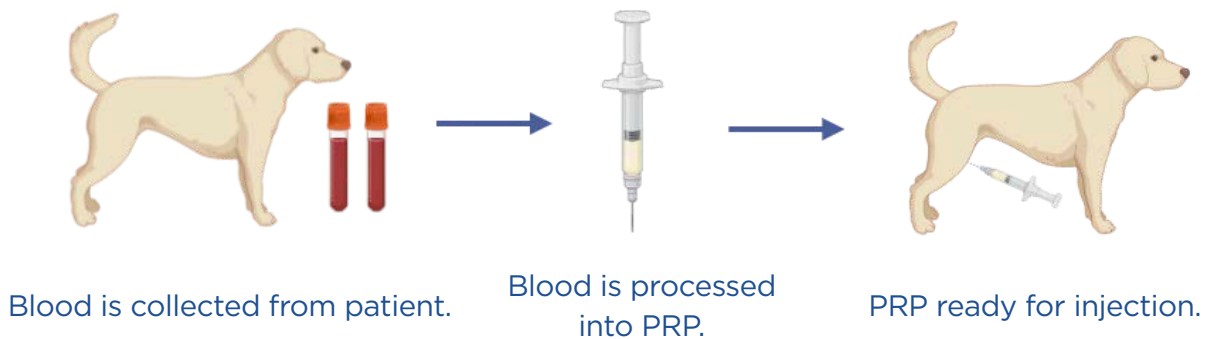 Blood is collected from patient.
Blood is processed
into PRP.
PRP ready for injection.